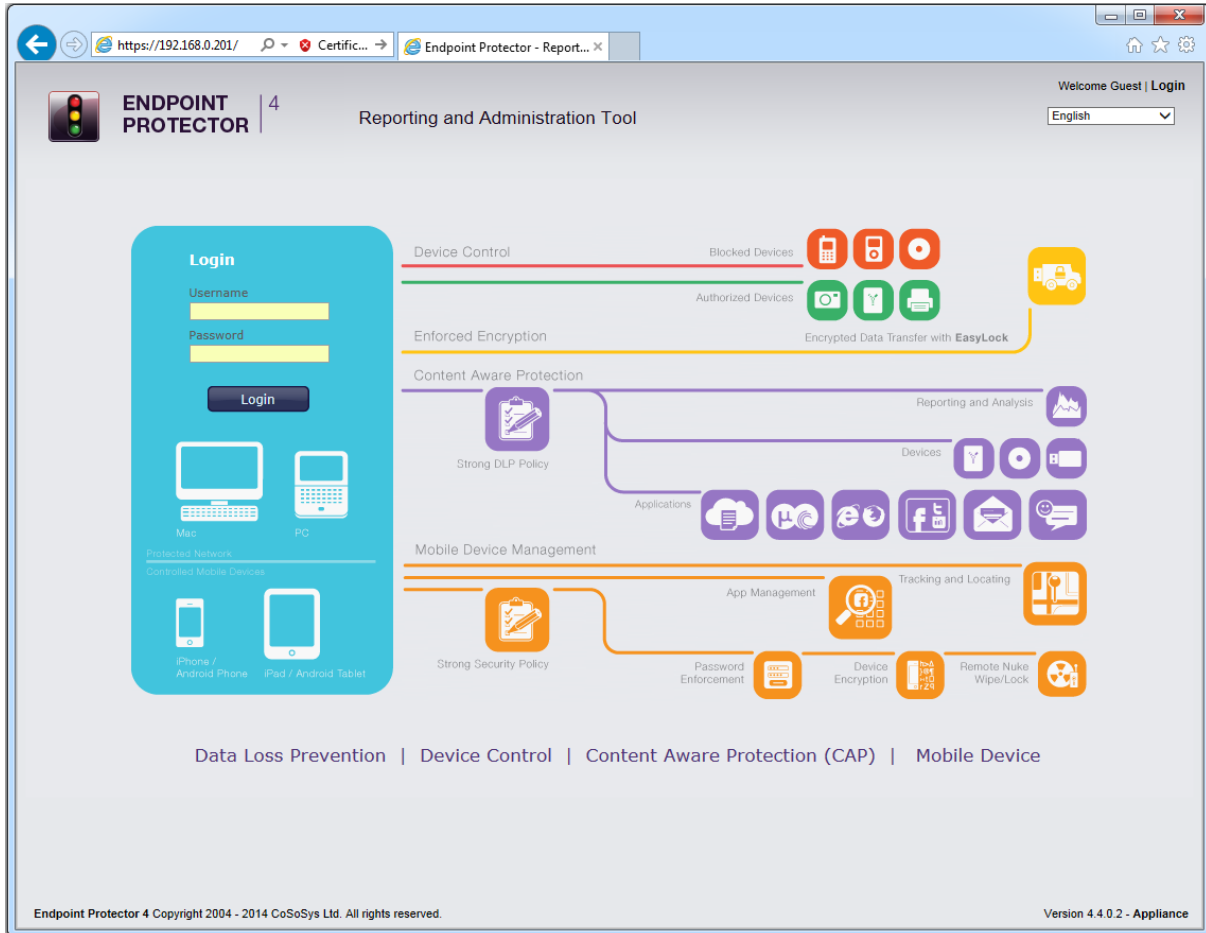 https://192.168.0.201/
Certific...
Endpoint Protector - Report...
ENDPOINT PROTECTOR | 4
Reporting and Administration Tool
Welcome Guest | Login
English
Login
Username
Password
Login
Mac
PC
Protected Network
Controlled Mobile Devices
iPhone /
Android Phone
iPad / Android Tablet
Device Control
Blocked Devices
Authorized Devices
Enforced Encryption
Encrypted Data Transfer with EasyLock
Content Aware Protection
Reporting and Analysis
Strong DLP Policy
Devices
Applications
Mobile Device Management
Tracking and Locating
App Management
Strong Security Policy
Password
Enforcement
Device
Encryption
Remote Nuke
Wipe/Lock
Data Loss Prevention | Device Control | Content Aware Protection (CAP) | Mobile Device
Endpoint Protector 4 Copyright 2004 - 2014 CoSoSys Ltd. All rights reserved.
Version 4.4.0.2 - Appliance